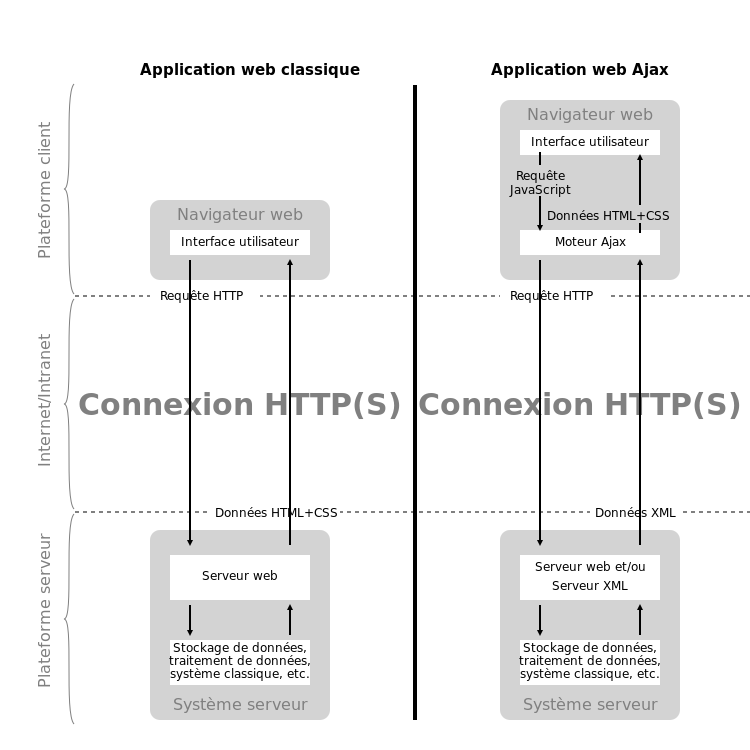 Application web classique
Application web Ajax
Plateforme client
Navigateur web
Interface utilisateur
Requête HTTP
Navigateur web
Interface utilisateur
Requête
JavaScript
Données HTML+CSS
Moteur Ajax
Requête HTTP
Internet/Intranet
Connexion HTTP(S)
Connexion HTTP(S)
Données HTML+CSS
Données XML
Plateforme serveur
Serveur web
Stockage de données,
traitement de données,
système classique, etc.
Système serveur
Serveur web et/ou
Serveur XML
Stockage de données,
traitement de données,
système classique, etc.
Système serveur